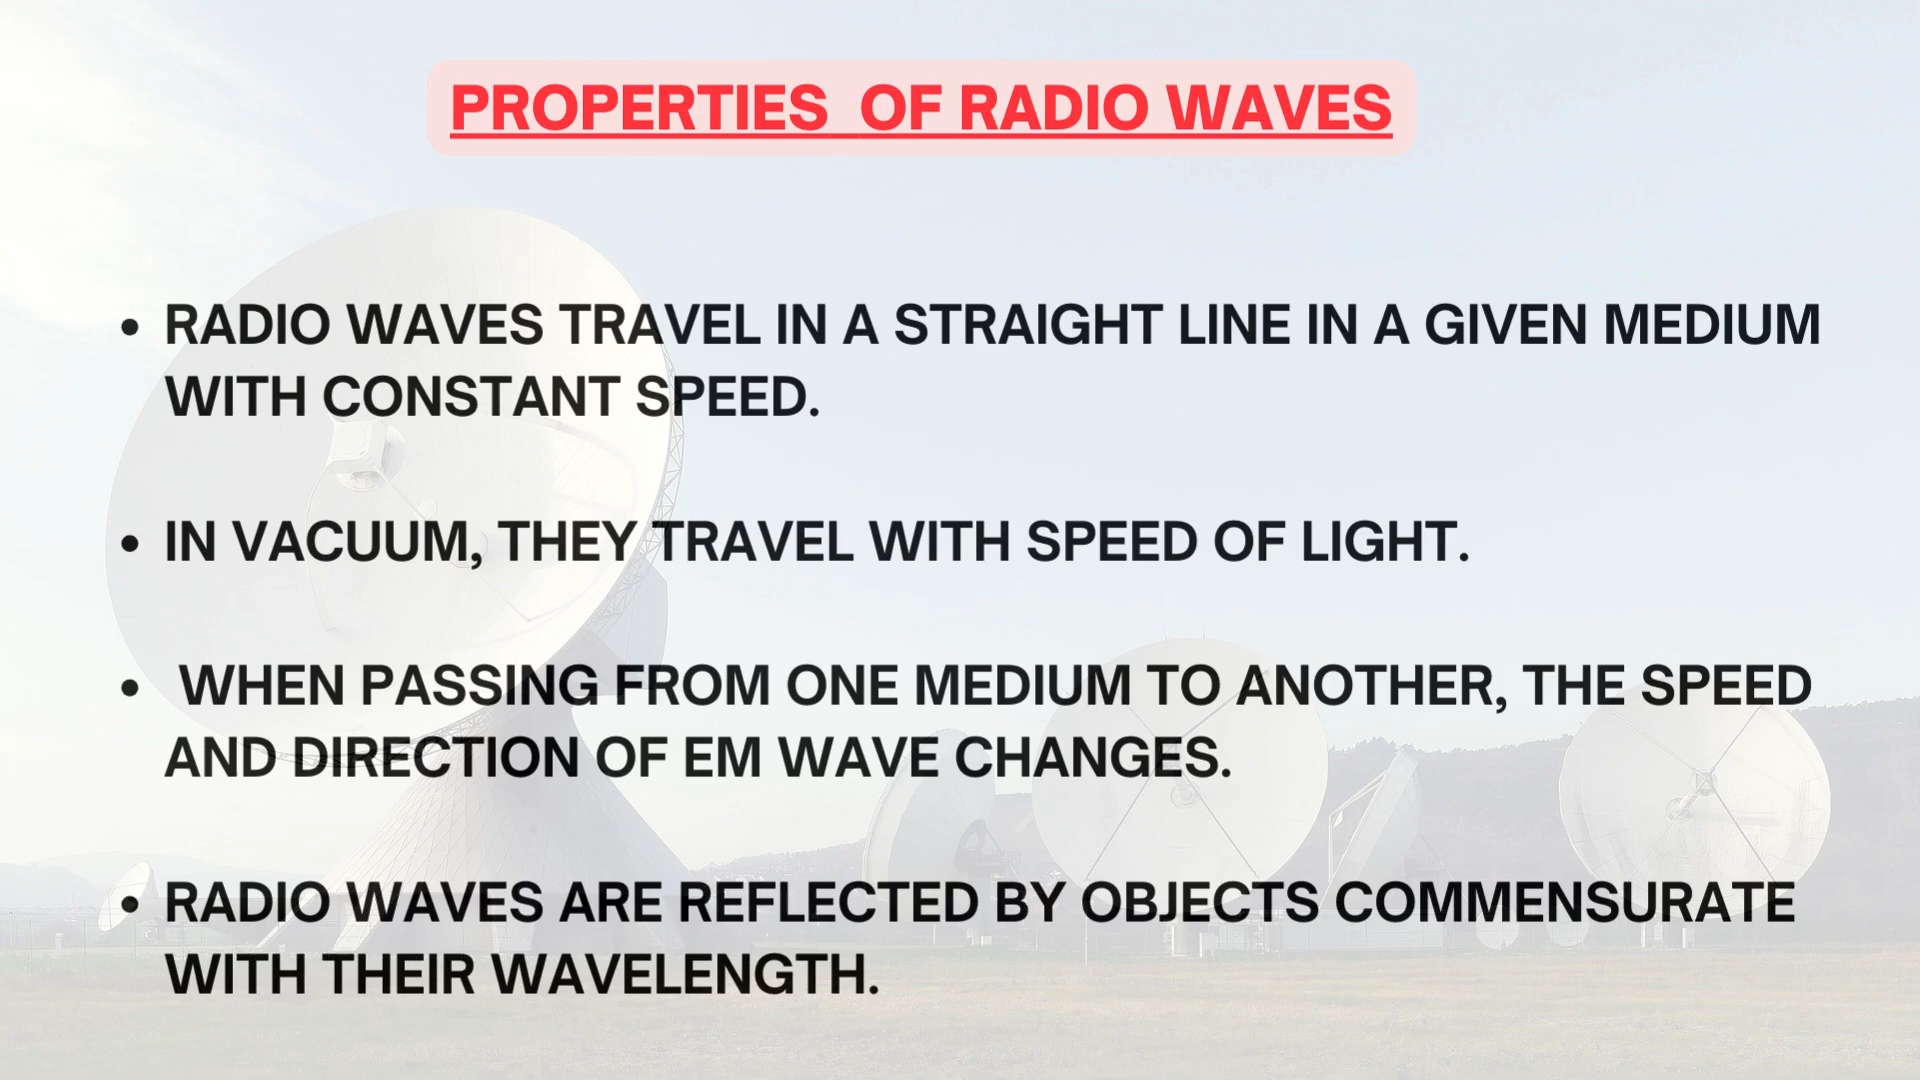 PROPERTIES  OF RADIO WAVES
• RADIO WAVES TRAVEL IN A STRAIGHT LINE IN A GIVEN MEDIUM
WITH CONSTANT SPEED.
• IN VACUUM, THEY TRAVEL WITH SPEED OF LIGHT.
• WHEN PASSING FROM ONE MEDIUM TO ANOTHER, THE SPEED
AND DIRECTION OF EM WAVE CHANGES.
• RADIO WAVES ARE REFLECTED BY OBJECTS COMMENSURATE
WITH THEIR WAVELENGTH.